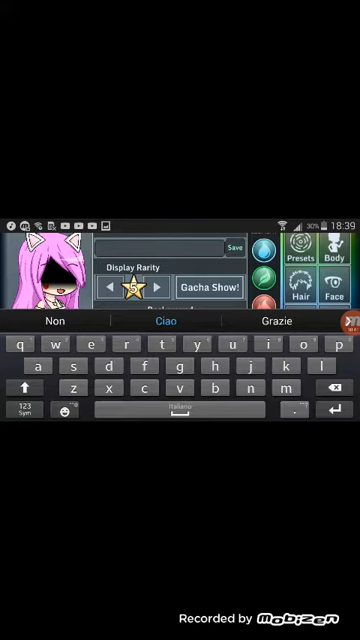 30% 18:39
Save
Display Rarity
5
Gacha Show!
Presets
Body
Hair
Face
Non Ciao Grazie
q w e r t y u i o p
a s d f g h j k l
z x c v b n m
123
Sym
Italiano
.
Recorded by Mobizen